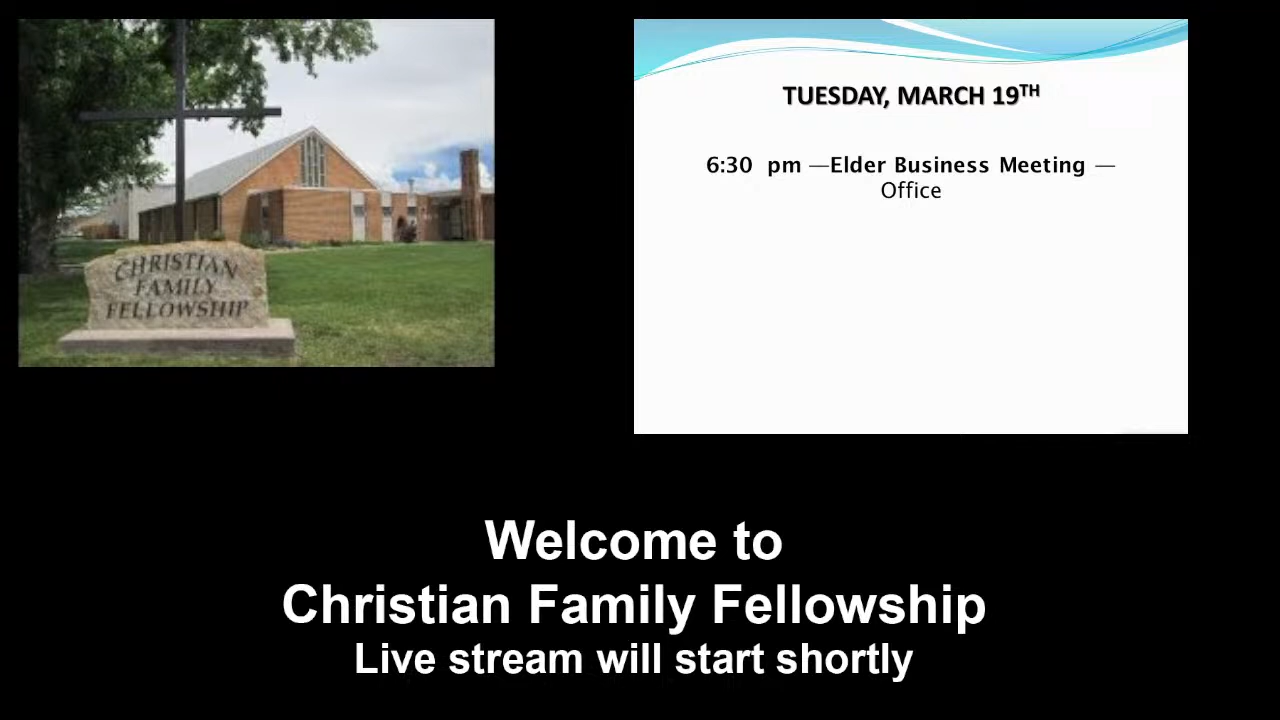 CHRISTIAN
FAMILY
FELLOWSHIP
TUESDAY, MARCH 19TH
6:30 pm —Elder Business Meeting —
Office
Welcome to
Christian Family Fellowship
Live stream will start shortly